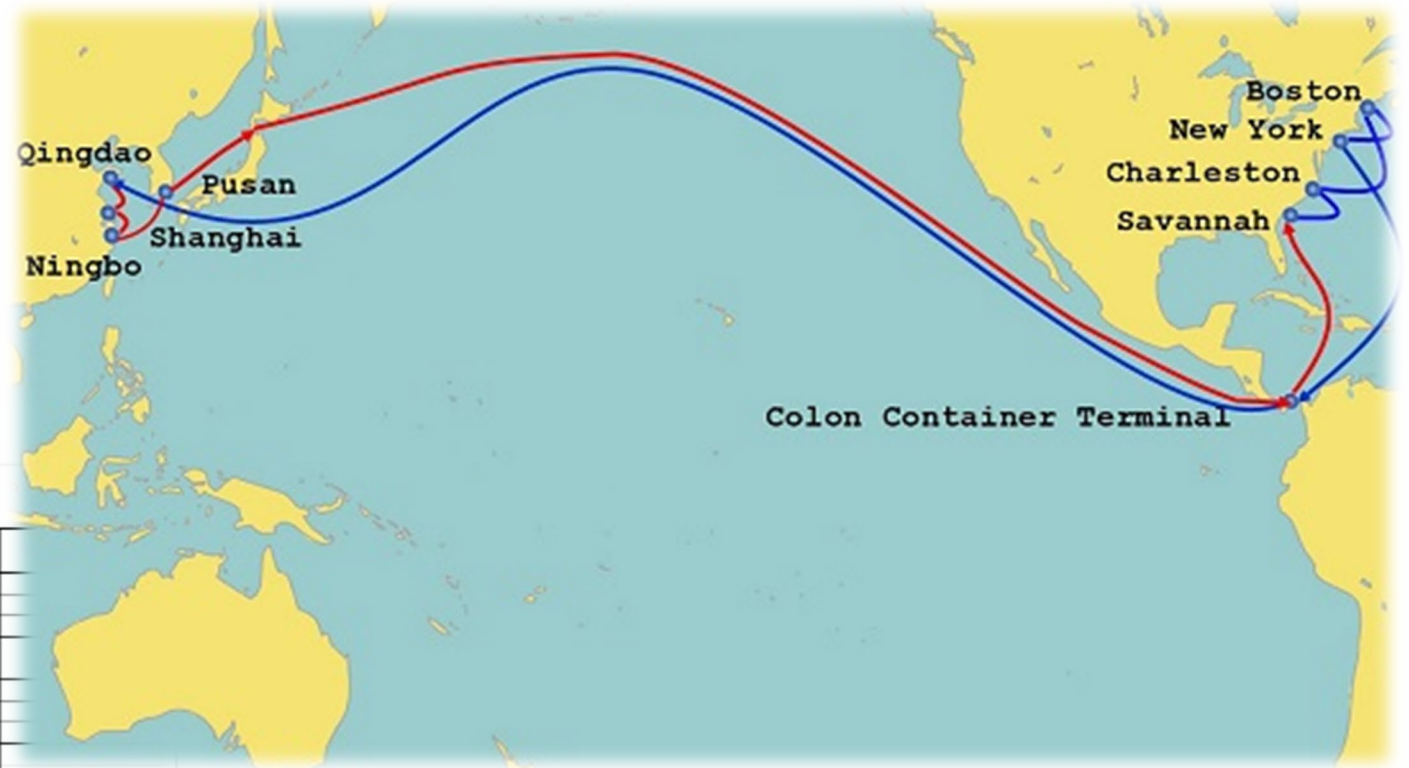 Boston
New York
Qingdao
Charleston
Pusan
Savannah
Shanghai
Ningbo
Colon Container Terminal